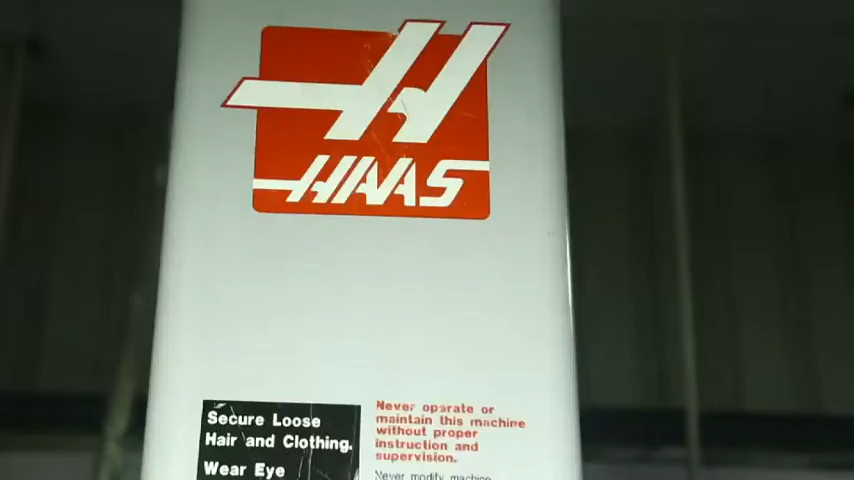 HAAS
Secure Loose
Hair and Clothing.
Wear Eye
Never operate or
maintain this machine
without proper
instruction and
supervision.
Never modify machine